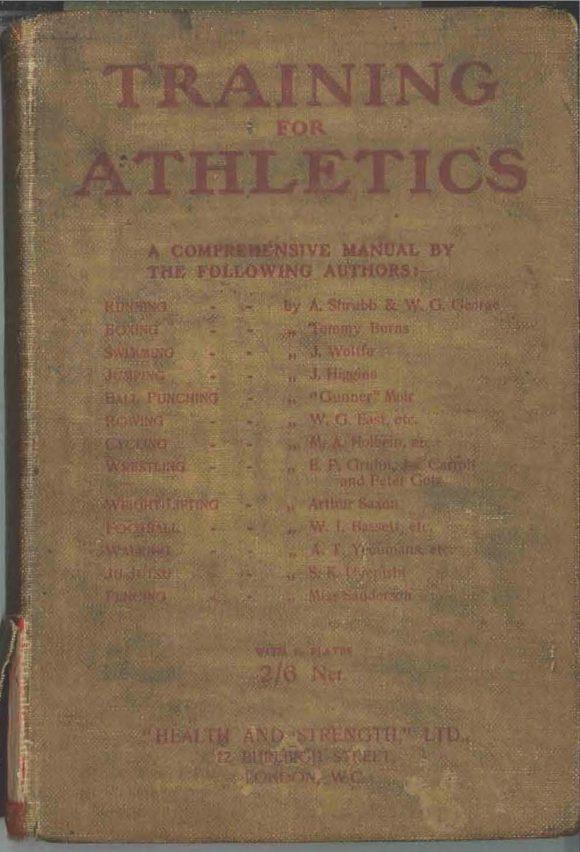 TRAINING
FOR
ATHLETICS
A COMPREHENSIVE MANUAL BY
THE FOLLOWING AUTHORS:—
RUNNING - - by A. Shrubb & W. G. George
BOXING - - „ Tommy Burns
SWIMMING - - „ J. Wolffe
JUMPING - - „ J. Higgins
BALL PUNCHING - „ "Gunner" Moir
ROWING - - „ W. G. East, etc.
CYCLING - - „ M. A. Holbein, etc.
WRESTLING - - „ E. P. Gruhn, Carroll
and Peter Gotz
WEIGHT-LIFTING - „ Arthur Saxon
FOOTBALL - - „ W. I. Bassett, etc.
WALKING - - „ A. T. Yeoumans, etc.
JU-JUTSU - - „ S. K.
FENCING - - „ Miss Sanderson
WITH PLATES
2/6 Net
"HEALTH AND STRENGTH," LTD.,
12 BURLEIGH STREET,
LONDON, W.C.